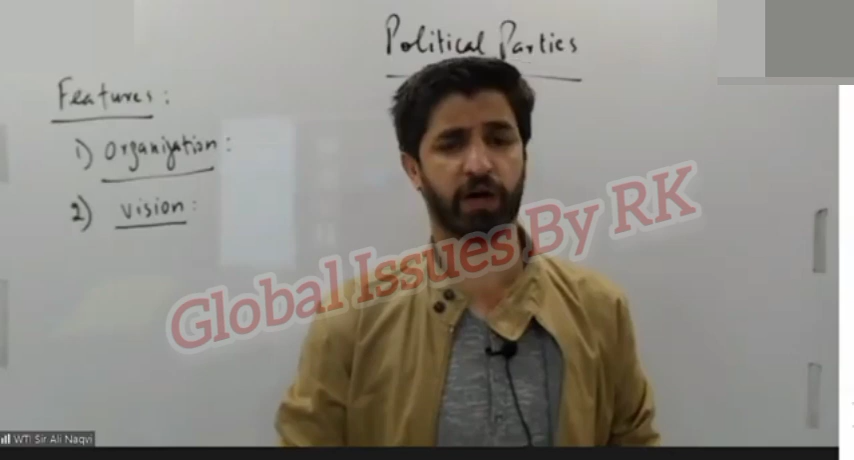 Political Parties
Features:
1) Organization:
2) Vision:
Global Issues By RK
WTI Sir Ali Naqvi